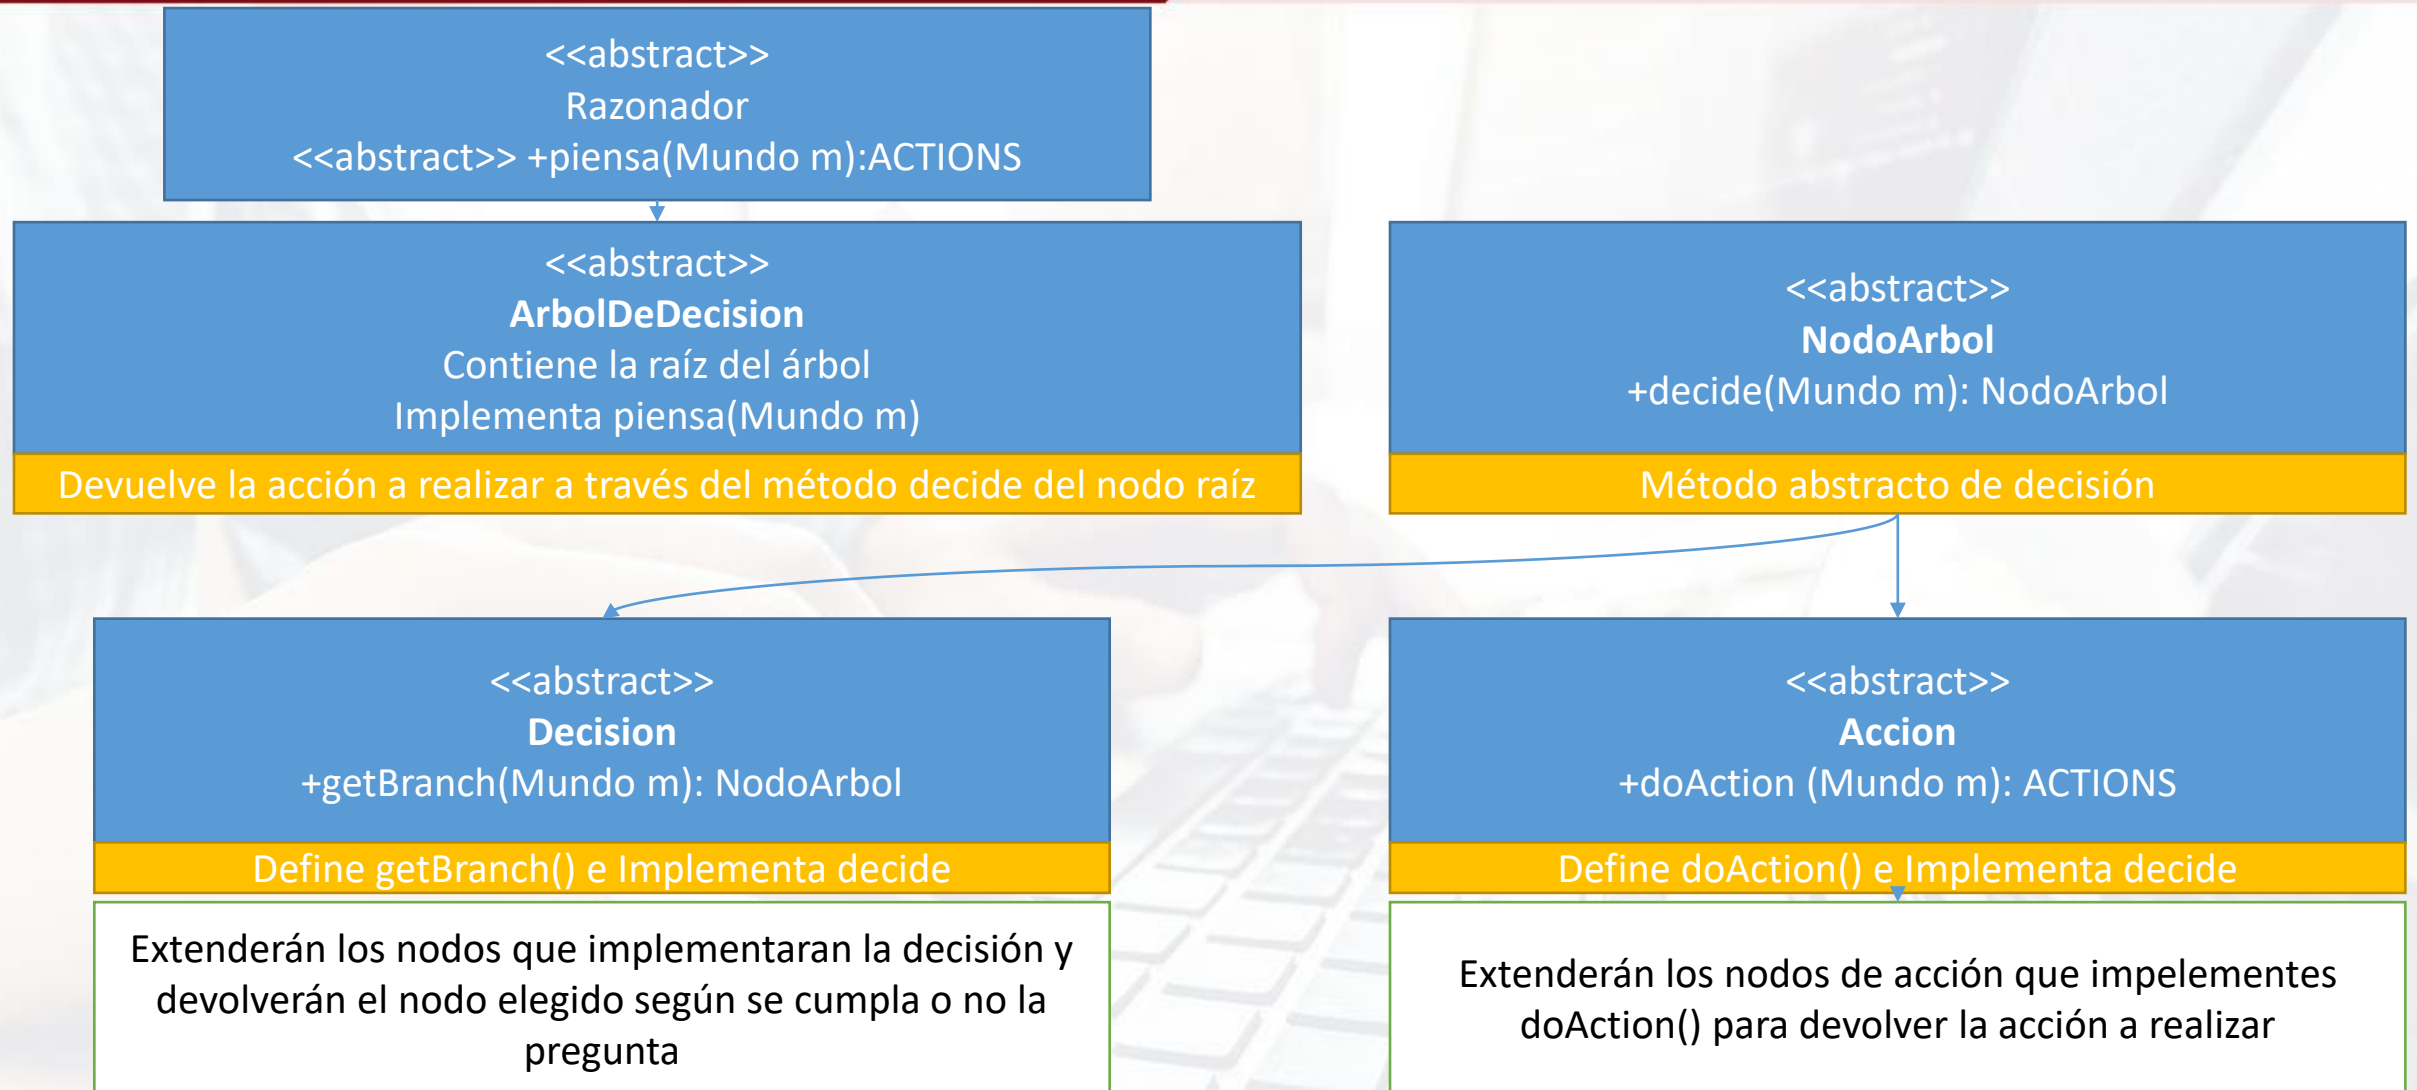 <<abstract>>
Razonador
<<abstract>> +piensa(Mundo m):ACTIONS
<<abstract>>
ArbolDeDecision
Contiene la raíz del árbol
Implementa piensa(Mundo m)
Devuelve la acción a realizar a través del método decide del nodo raíz
<<abstract>>
NodoArbol
+decide(Mundo m): NodoArbol
Método abstracto de decisión
<<abstract>>
Decision
+getBranch(Mundo m): NodoArbol
Define getBranch() e Implementa decide
Extenderán los nodos que implementaran la decisión y
devolverán el nodo elegido según se cumpla o no la
pregunta
<<abstract>>
Accion
+doAction (Mundo m): ACTIONS
Define doAction() e Implementa decide
Extenderán los nodos de acción que impelementes
doAction() para devolver la acción a realizar